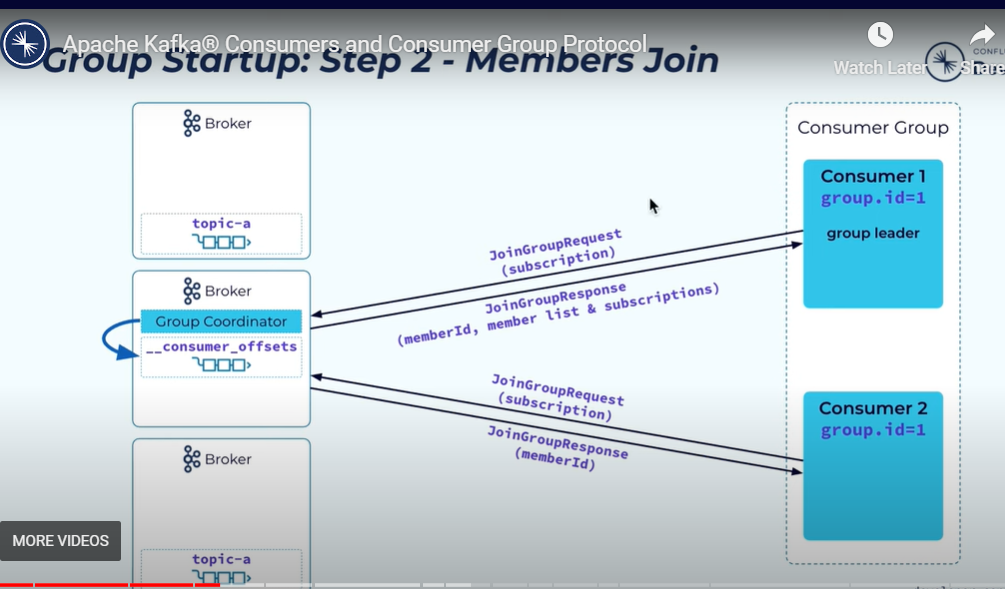 Apache Kafka® Consumers and Consumer Group Protocol
Group Startup: Step 2 - Members Join
Watch Later
Share
Broker
topic-a
Broker
Group Coordinator
__consumer_offsets
Broker
topic-a
JoinGroupRequest
(subscription)
JoinGroupResponse
(memberId, member list & subscriptions)
JoinGroupRequest
(subscription)
JoinGroupResponse
(memberId)
Consumer Group
Consumer 1
group.id=1
group leader
Consumer 2
group.id=1
MORE VIDEOS